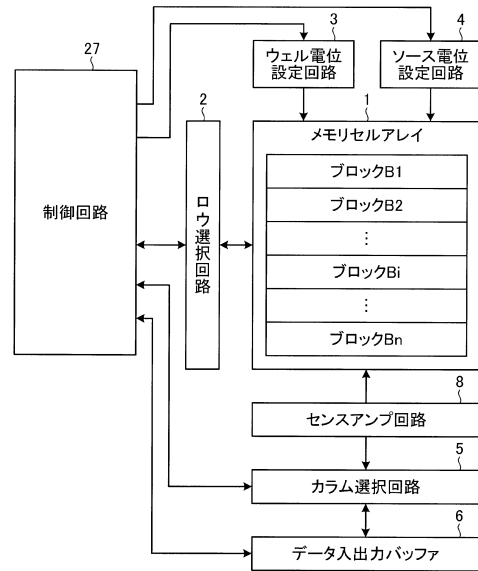 3
4
ウェル電位
設定回路
ソース電位
設定回路
27
制御回路
2
ロウ選択回路
1
メモリセルアレイ
ブロックB1
ブロックB2
⋮
ブロックBi
⋮
ブロックBn
8
センスアンプ回路
5
カラム選択回路
6
データ入出力バッファ